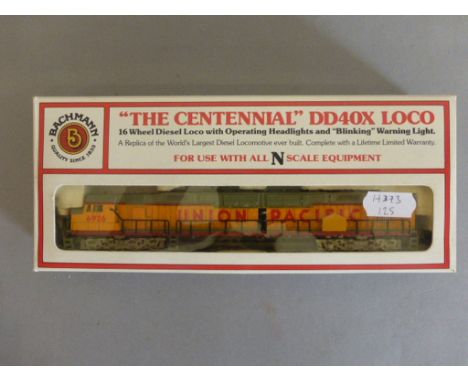 BACHMANN
QUALITY SINCE 1833
"THE CENTENNIAL" DD40X LOCO
16 Wheel Diesel Loco with Operating Headlights and "Blinking" Warning Light.
A Replica of the World's Largest Diesel Locomotive ever built. Complete with a Lifetime Limited Warranty.
FOR USE WITH ALL N SCALE EQUIPMENT
6926
UNION PACIFIC
H373
125